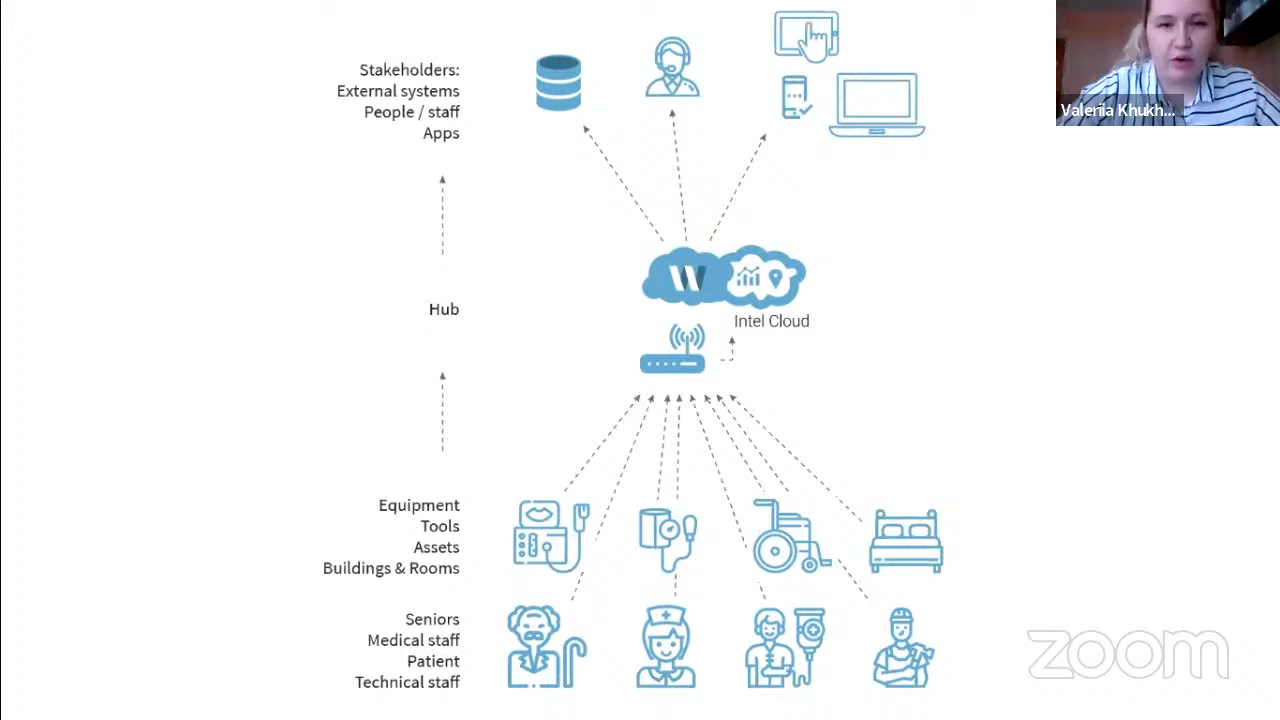 Stakeholders:
External systems
People / staff
Apps
Valeriia Khukh...
W
Hub
Intel Cloud
Equipment
Tools
Assets
Buildings & Rooms
Seniors
Medical staff
Patient
Technical staff
zoom